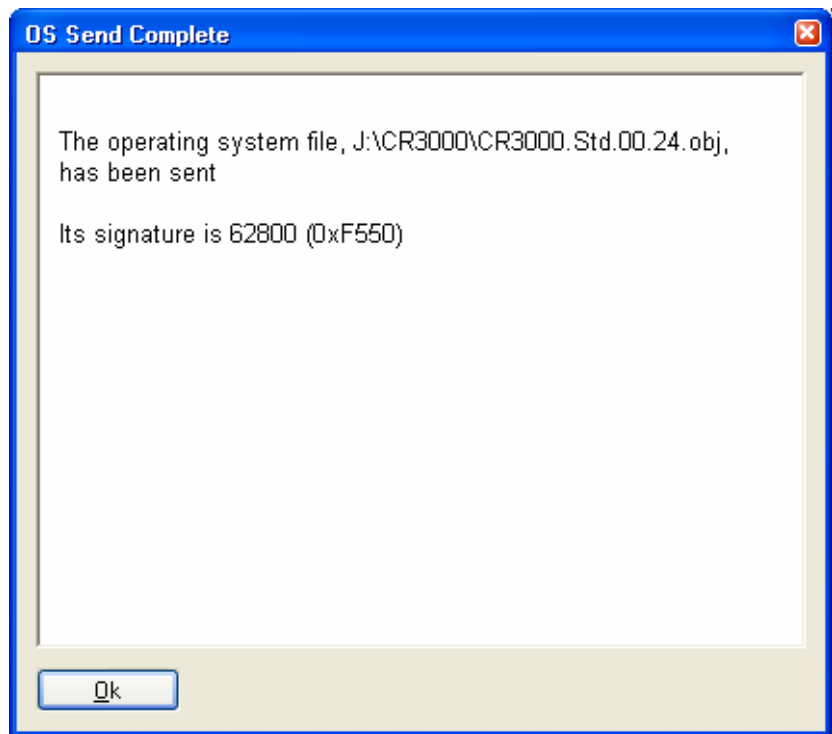 OS Send Complete
The operating system file, J:\CR3000\CR3000.Std.00.24.obj,
has been sent
Its signature is 62800 (0xF550)
Ok